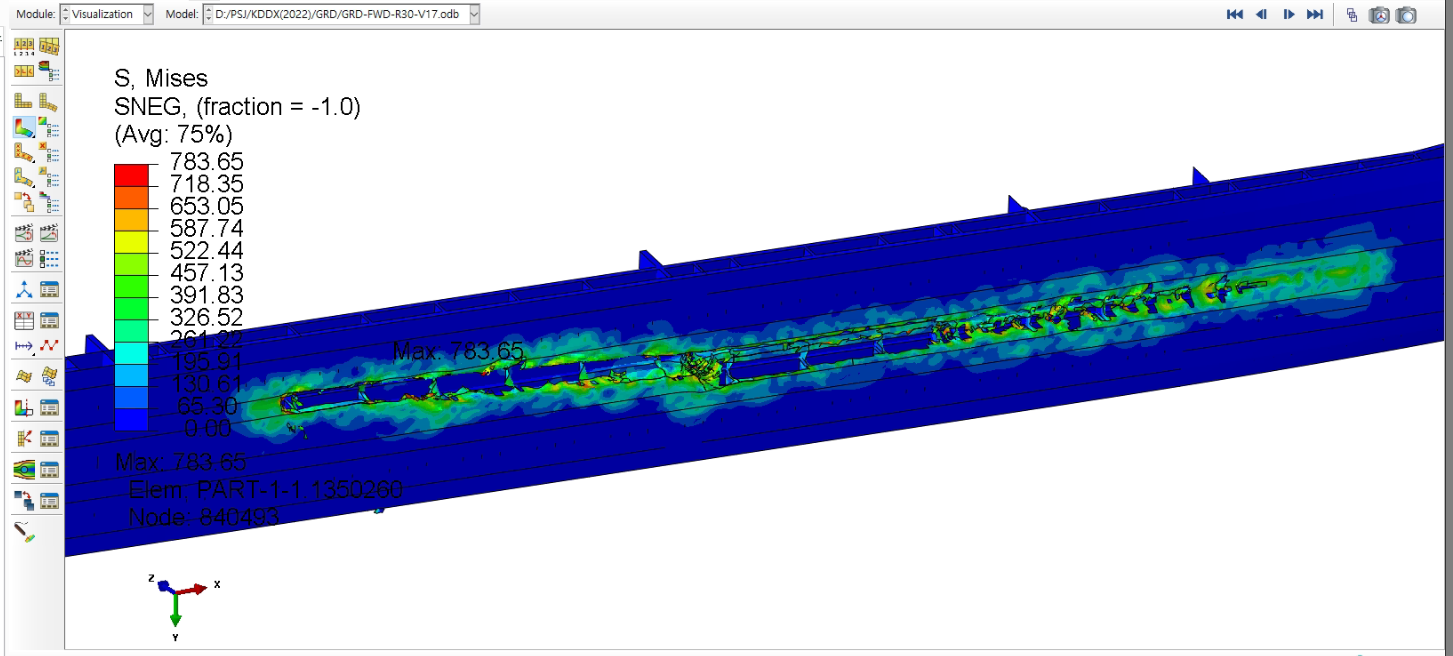 Module: Visualization Model: D:/PSJ/KDDX(2022)/GRD/GRD-FWD-R30-V17.odb
S, Mises
SNEG, (fraction = -1.0)
(Avg: 75%)
783.65
718.35
653.05
587.74
522.44
457.13
391.83
326.52
261.22
195.91
130.61
65.30
0.00
Max: 783.65
Max: 783.65
Elem: PART-1-1.1350260
Node: 840493
Z
X
Y